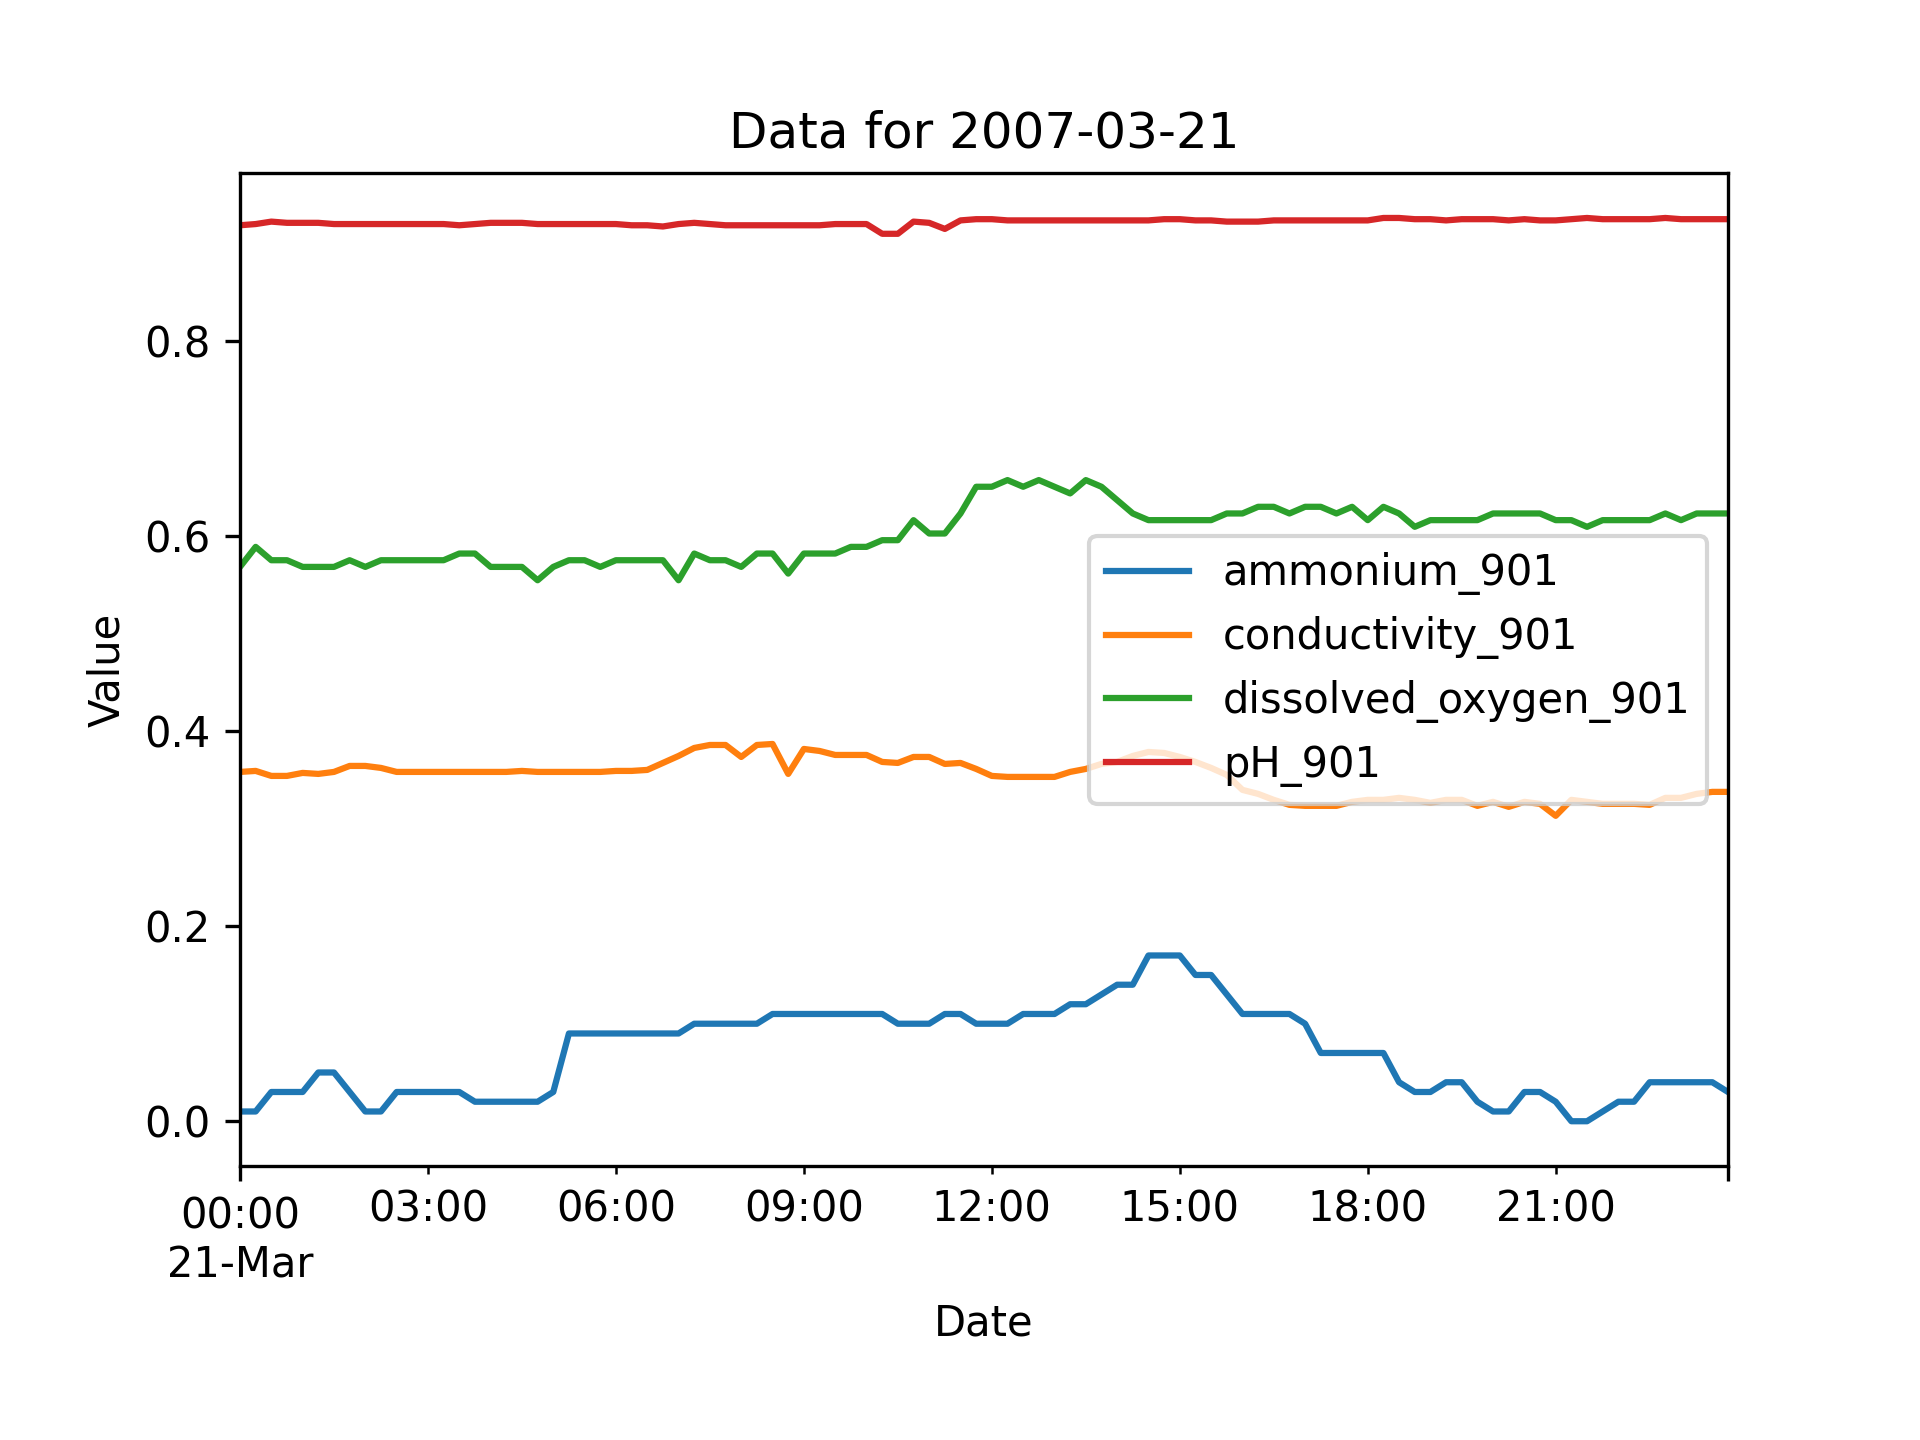 Data for 2007-03-21
Value
0.8
0.6
0.4
0.2
0.0
ammonium_901
conductivity_901
dissolved_oxygen_901
pH_901
00:00 03:00 06:00 09:00 12:00 15:00 18:00 21:00
21-Mar
Date